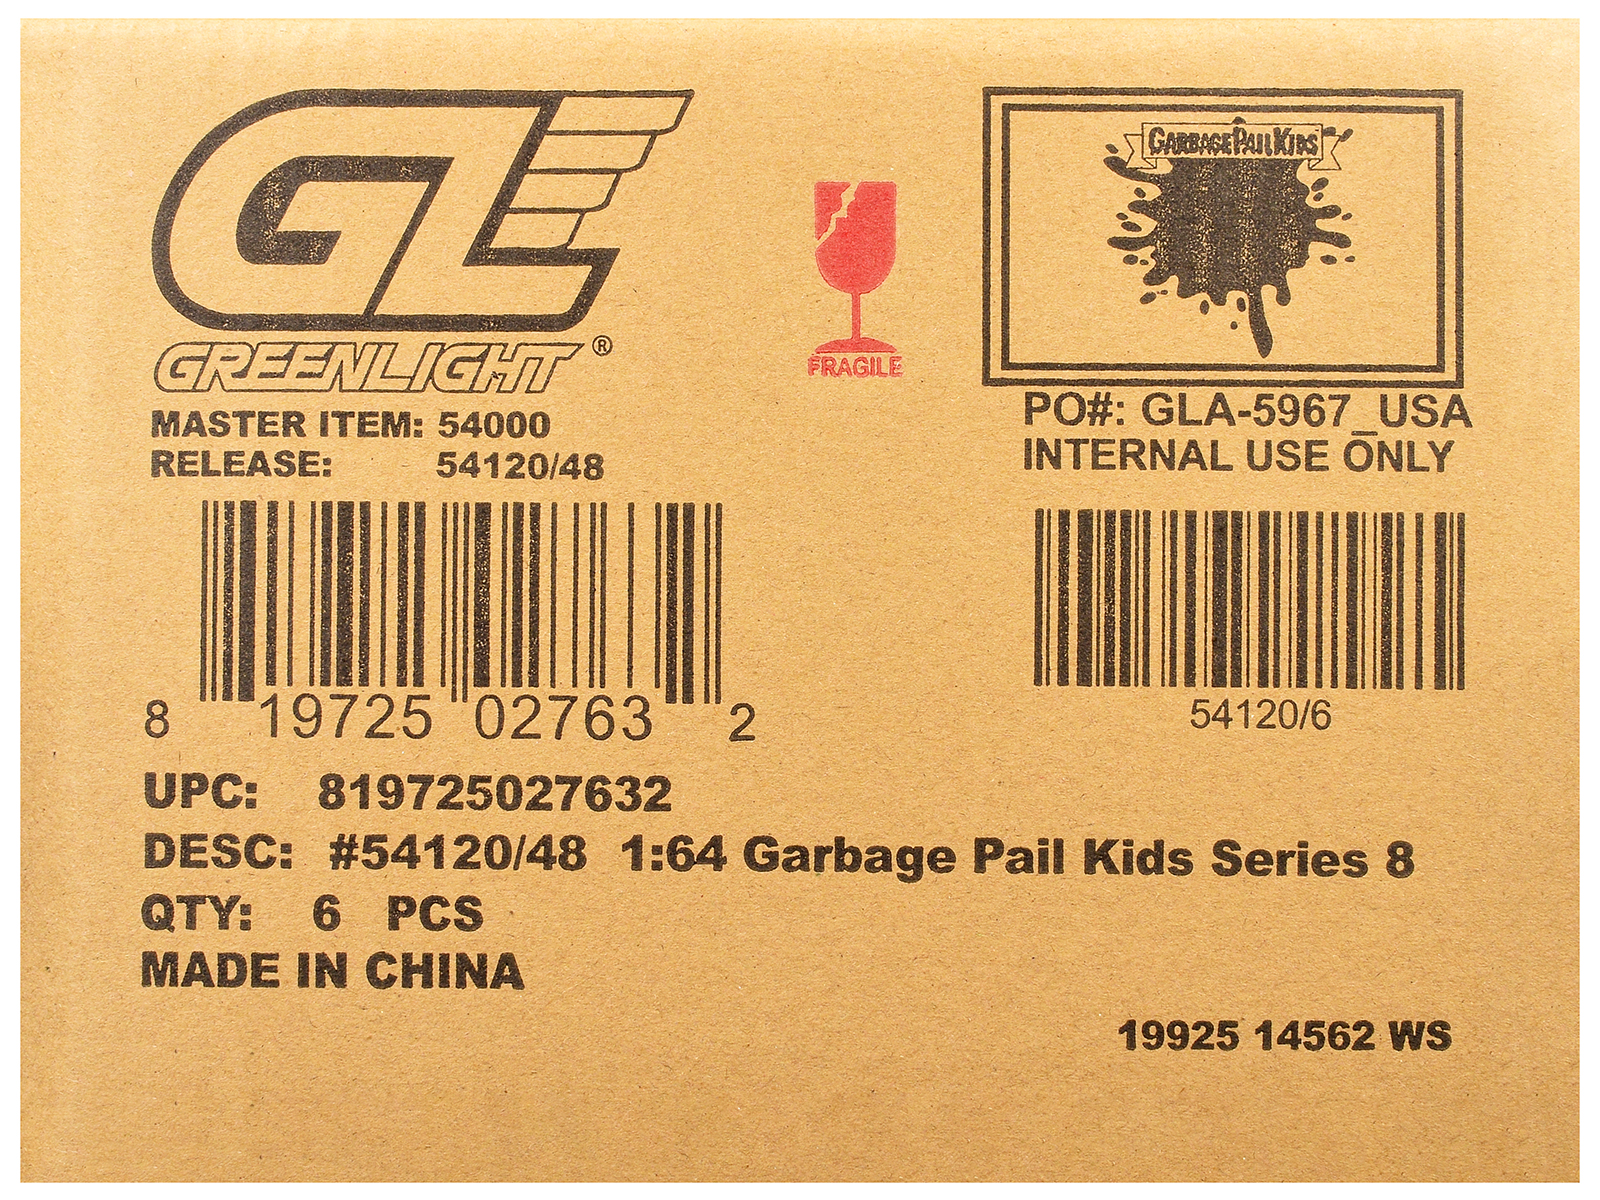 GL
GREENLIGHT®
MASTER ITEM: 54000
RELEASE: 54120/48
8 19725 02763 2
UPC: 819725027632
DESC: #54120/48 1:64 Garbage Pail Kids Series 8
QTY: 6 PCS
MADE IN CHINA
FRAGILE
GARBAGE PAIL KIDS
PO#: GLA-5967_USA
INTERNAL USE ONLY
54120/6
19925 14562 WS